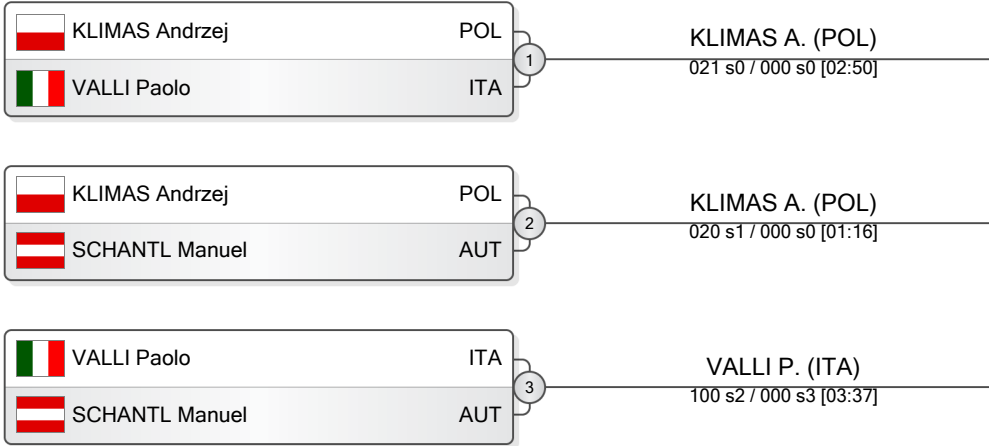 KLIMAS Andrzej POL
VALLI Paolo ITA
1
KLIMAS A. (POL)
021 s0 / 000 s0 [02:50]
KLIMAS Andrzej POL
SCHANTL Manuel AUT
2
KLIMAS A. (POL)
020 s1 / 000 s0 [01:16]
VALLI Paolo ITA
SCHANTL Manuel AUT
3
VALLI P. (ITA)
100 s2 / 000 s3 [03:37]